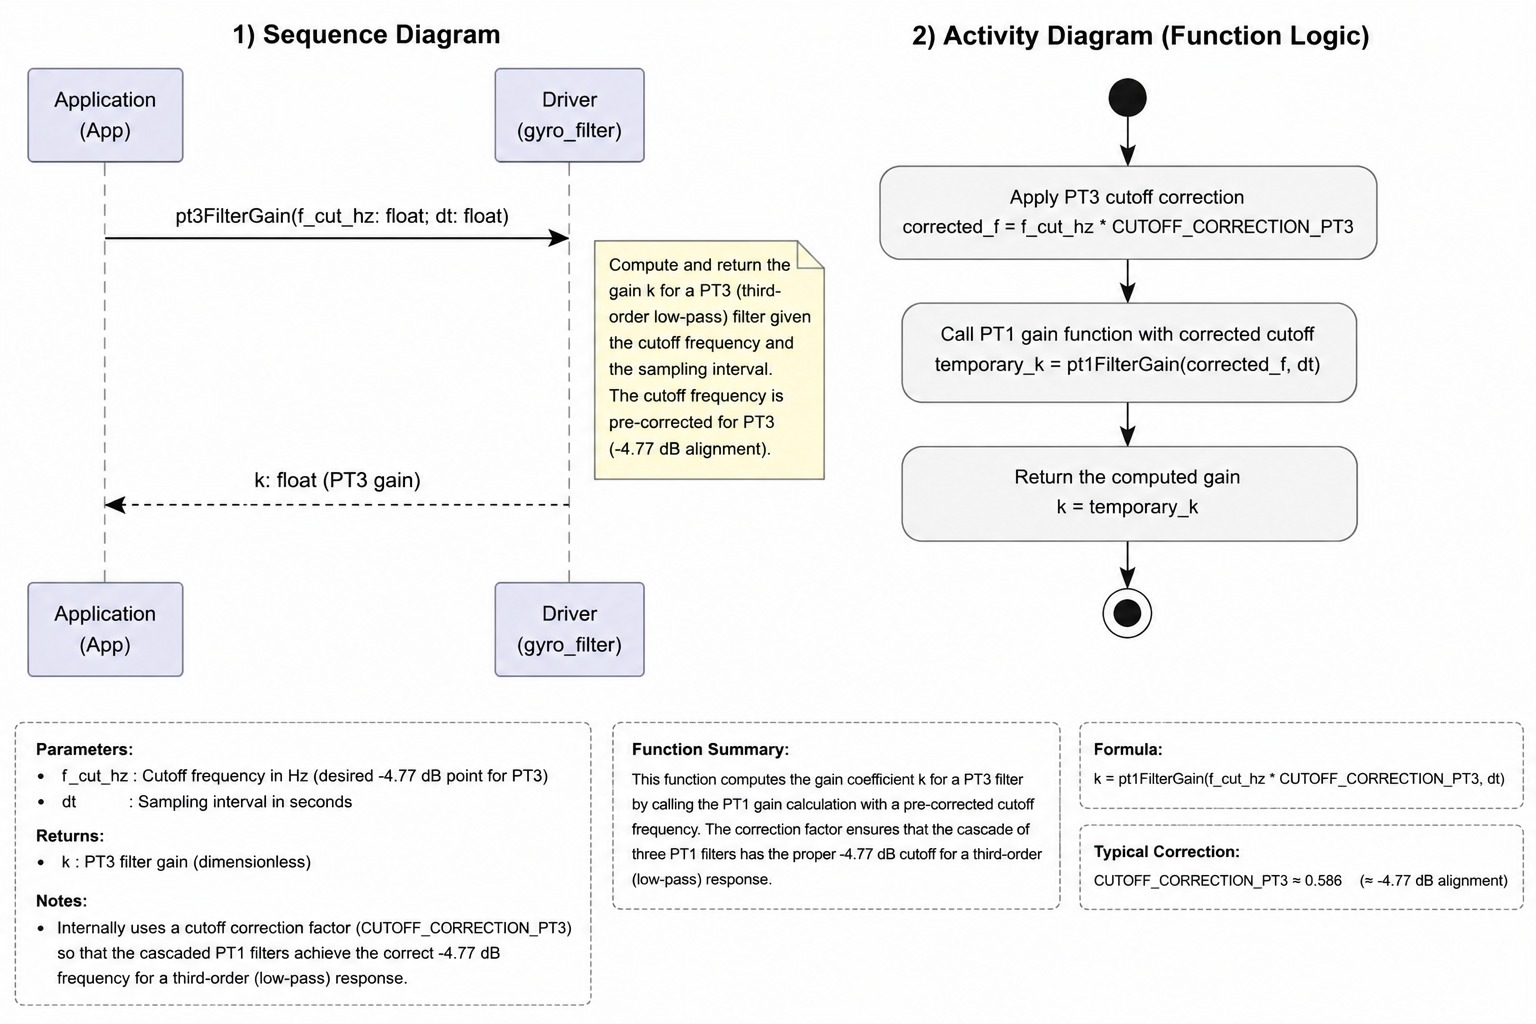 1) Sequence Diagram
Application
(App)
Driver
(gyro_filter)
pt3FilterGain(f_cut_hz: float; dt: float)
Compute and return the
gain k for a PT3 (third-
order low-pass) filter given
the cutoff frequency and
the sampling interval.
The cutoff frequency is
pre-corrected for PT3
(-4.77 dB alignment).
k: float (PT3 gain)
Application
(App)
Driver
(gyro_filter)
2) Activity Diagram (Function Logic)
Apply PT3 cutoff correction
corrected_f = f_cut_hz * CUTOFF_CORRECTION_PT3
Call PT1 gain function with corrected cutoff
temporary_k = pt1FilterGain(corrected_f, dt)
Return the computed gain
k = temporary_k
Parameters:
• f_cut_hz : Cutoff frequency in Hz (desired -4.77 dB point for PT3)
• dt : Sampling interval in seconds
Returns:
• k : PT3 filter gain (dimensionless)
Notes:
• Internally uses a cutoff correction factor (CUTOFF_CORRECTION_PT3)
so that the cascaded PT1 filters achieve the correct -4.77 dB
frequency for a third-order (low-pass) response.
Function Summary:
This function computes the gain coefficient k for a PT3 filter
by calling the PT1 gain calculation with a pre-corrected cutoff
frequency. The correction factor ensures that the cascade of
three PT1 filters has the proper -4.77 dB cutoff for a third-order
(low-pass) response.
Formula:
k = pt1FilterGain(f_cut_hz * CUTOFF_CORRECTION_PT3, dt)
Typical Correction:
CUTOFF_CORRECTION_PT3 ≈ 0.586 (≈ -4.77 dB alignment)